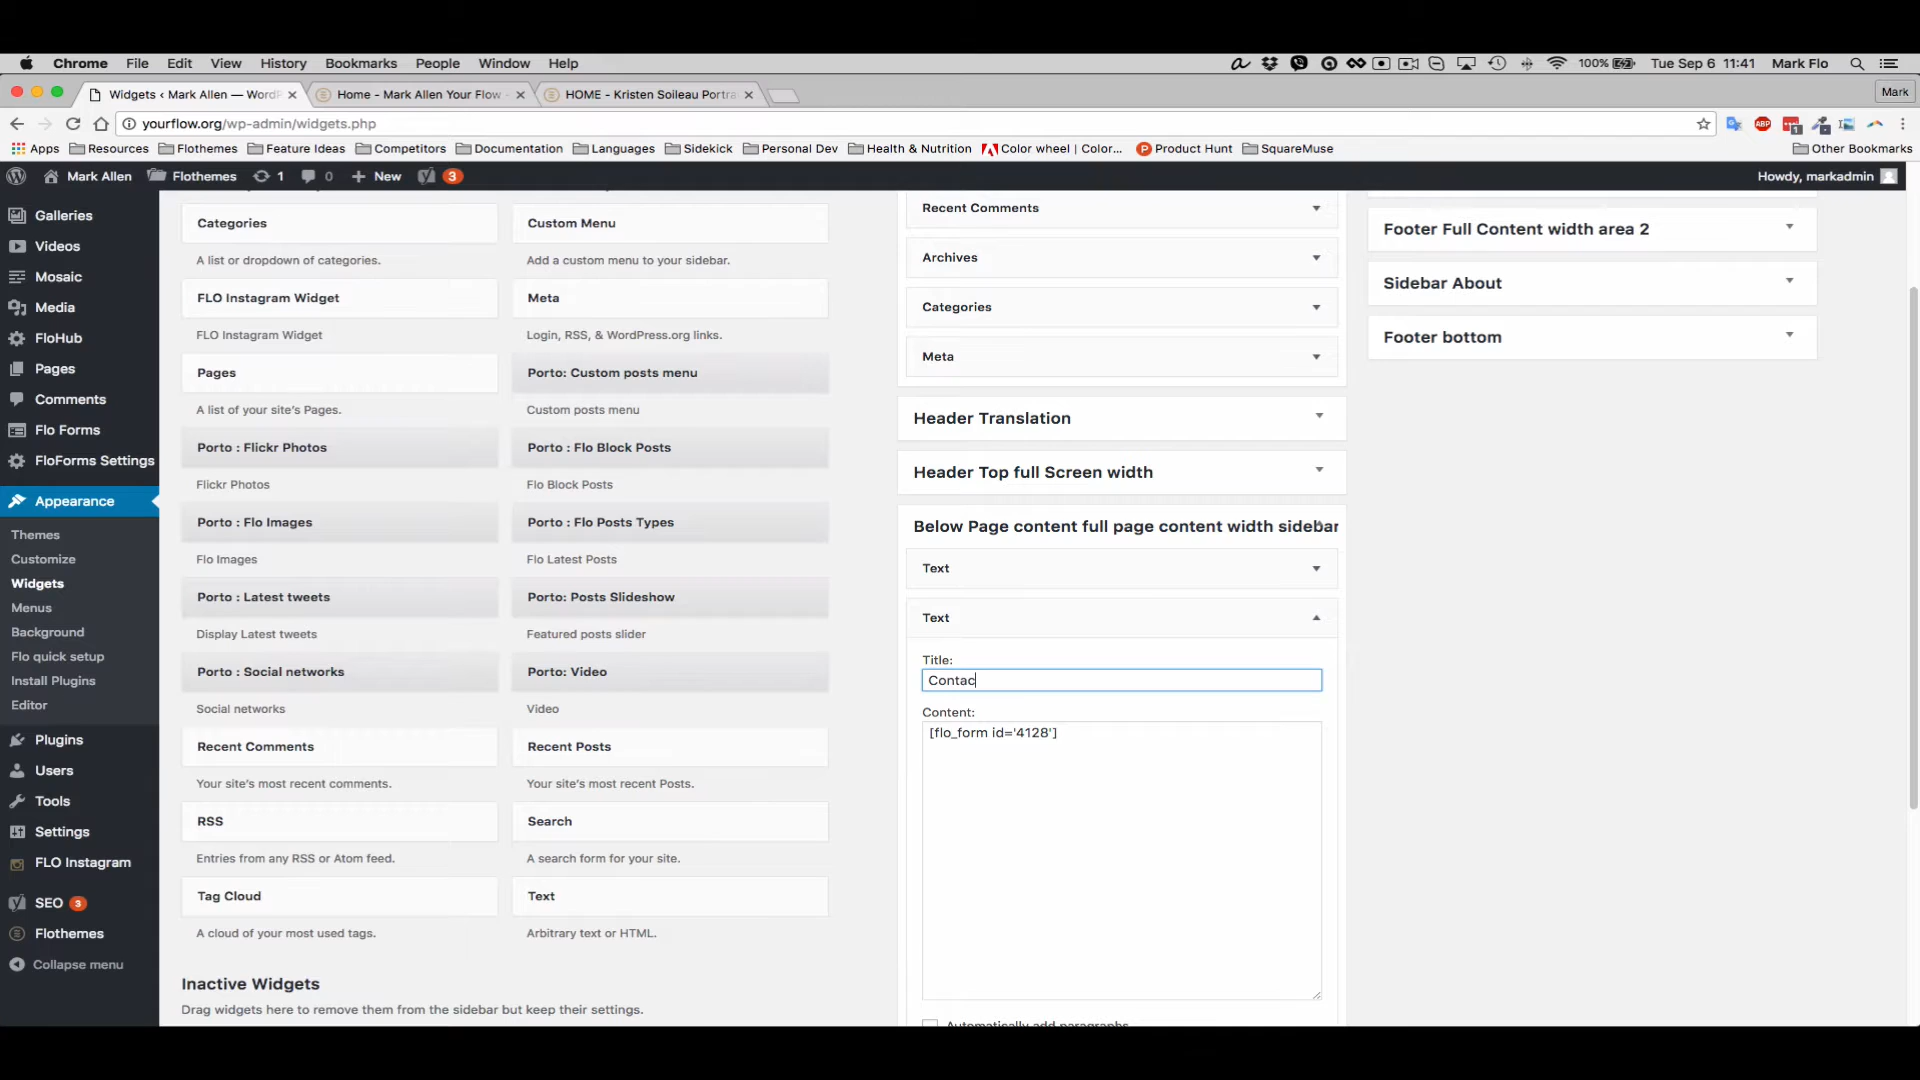 Chrome File Edit View History Bookmarks People Window Help 100% Tue Sep 6 11:41 Mark Flo
Widgets ‹ Mark Allen — WordP Home - Mark Allen Your Flow - HOME - Kristen Soileau Portra Mark
yourflow.org/wp-admin/widgets.php
Apps Resources Flothemes Feature Ideas Competitors Documentation Languages Sidekick Personal Dev Health & Nutrition Color wheel | Color... Product Hunt SquareMuse Other Bookmarks
Mark Allen Flothemes 1 0 New 3 Howdy, markadmin
Galleries
Videos
Mosaic
Media
FloHub
Pages
Comments
Flo Forms
FloForms Settings
Appearance
Themes
Customize
Widgets
Menus
Background
Flo quick setup
Install Plugins
Editor
Plugins
Users
Tools
Settings
FLO Instagram
SEO 3
Flothemes
Collapse menu
Categories Custom Menu
A list or dropdown of categories. Add a custom menu to your sidebar.
FLO Instagram Widget Meta
FLO Instagram Widget Login, RSS, & WordPress.org links.
Pages Porto: Custom posts menu
A list of your site's Pages. Custom posts menu
Porto : Flickr Photos Porto : Flo Block Posts
Flickr Photos Flo Block Posts
Porto : Flo Images Porto : Flo Posts Types
Flo Images Flo Latest Posts
Porto : Latest tweets Porto: Posts Slideshow
Display Latest tweets Featured posts slider
Porto : Social networks Porto: Video
Social networks Video
Recent Comments Recent Posts
Your site's most recent comments. Your site's most recent Posts.
RSS Search
Entries from any RSS or Atom feed. A search form for your site.
Tag Cloud Text
A cloud of your most used tags. Arbitrary text or HTML.
Inactive Widgets
Drag widgets here to remove them from the sidebar but keep their settings.
Recent Comments
Archives
Categories
Meta
Header Translation
Header Top full Screen width
Below Page content full page content width sidebar
Text
Text
Title:
Contac
Content:
[flo_form id='4128']
Automatically add paragraphs
Footer Full Content width area 2
Sidebar About
Footer bottom